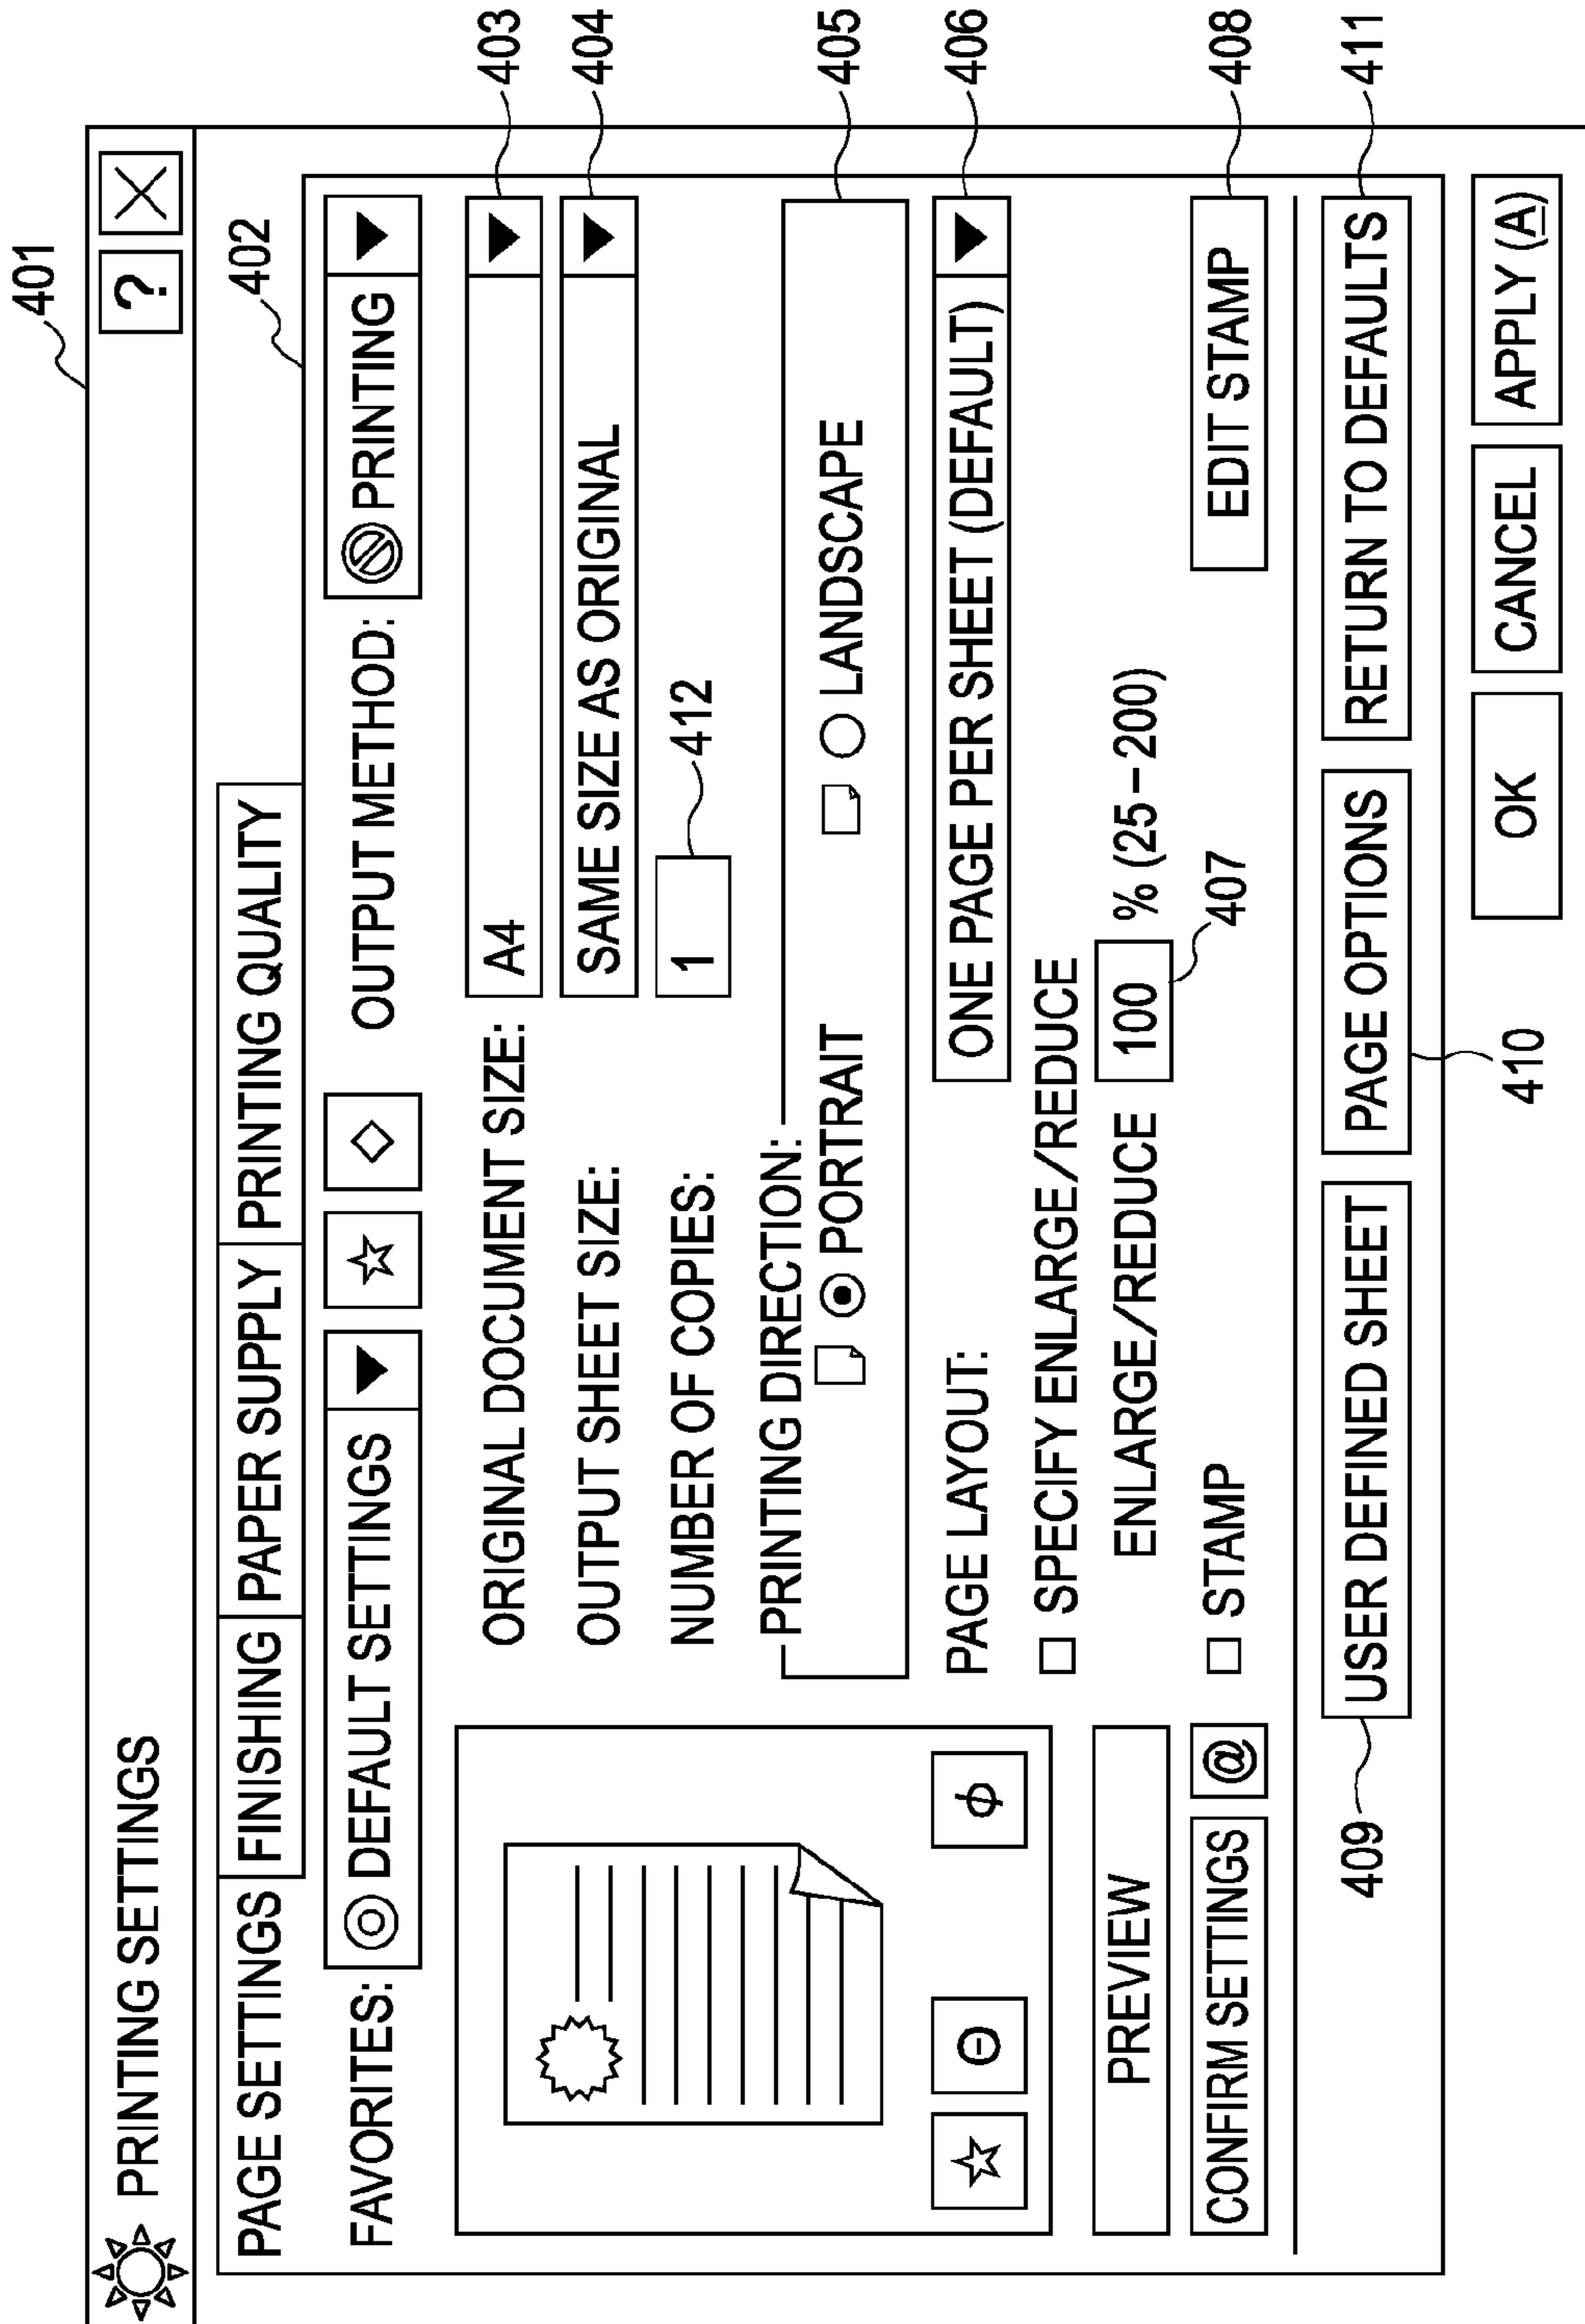 401
PRINTING SETTINGS ?
402
PAGE SETTINGS FINISHING PAPER SUPPLY PRINTING QUALITY
FAVORITES: DEFAULT SETTINGS OUTPUT METHOD: PRINTING
ORIGINAL DOCUMENT SIZE: A4 403
OUTPUT SHEET SIZE: SAME SIZE AS ORIGINAL 404
NUMBER OF COPIES: 1 412
PRINTING DIRECTION:
PORTRAIT LANDSCAPE 405
PAGE LAYOUT: ONE PAGE PER SHEET (DEFAULT) 406
Θ ϕ
SPECIFY ENLARGE/REDUCE
PREVIEW ENLARGE/REDUCE 100 % (25–200)
407
CONFIRM SETTINGS @ STAMP EDIT STAMP 408
409 USER DEFINED SHEET PAGE OPTIONS RETURN TO DEFAULTS 411
410
OK CANCEL APPLY (A)